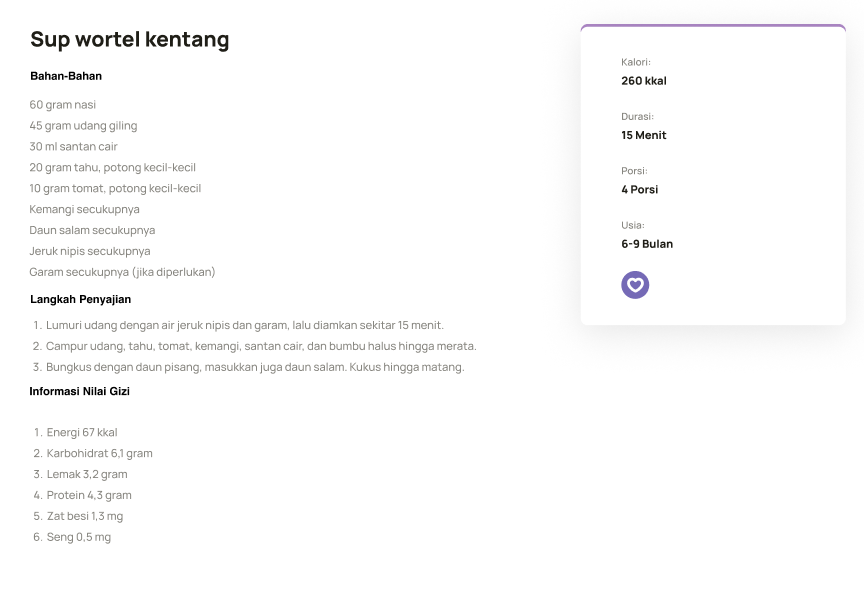 Sup wortel kentang
Bahan-Bahan
60 gram nasi
45 gram udang giling
30 ml santan cair
20 gram tahu, potong kecil-kecil
10 gram tomat, potong kecil-kecil
Kemangi secukupnya
Daun salam secukupnya
Jeruk nipis secukupnya
Garam secukupnya (jika diperlukan)
Langkah Penyajian
1. Lumuri udang dengan air jeruk nipis dan garam, lalu diamkan sekitar 15 menit.
2. Campur udang, tahu, tomat, kemangi, santan cair, dan bumbu halus hingga merata.
3. Bungkus dengan daun pisang, masukkan juga daun salam. Kukus hingga matang.
Informasi Nilai Gizi
1. Energi 67 kkal
2. Karbohidrat 6,1 gram
3. Lemak 3,2 gram
4. Protein 4,3 gram
5. Zat besi 1,3 mg
6. Seng 0,5 mg
Kalori:
260 kkal
Durasi:
15 Menit
Porsi:
4 Porsi
Usia:
6-9 Bulan